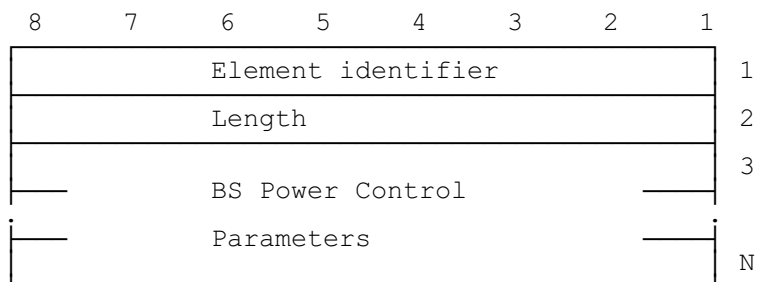 8 7 6 5 4 3 2 1
Element identifier 1
Length 2
3
BS Power Control
Parameters
N